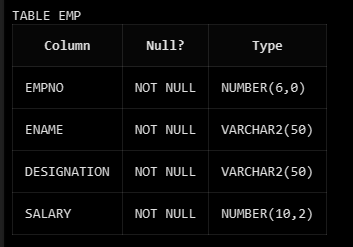 TABLE EMP
Column Null? Type
EMPNO NOT NULL NUMBER(6,0)
ENAME NOT NULL VARCHAR2(50)
DESIGNATION NOT NULL VARCHAR2(50)
SALARY NOT NULL NUMBER(10,2)